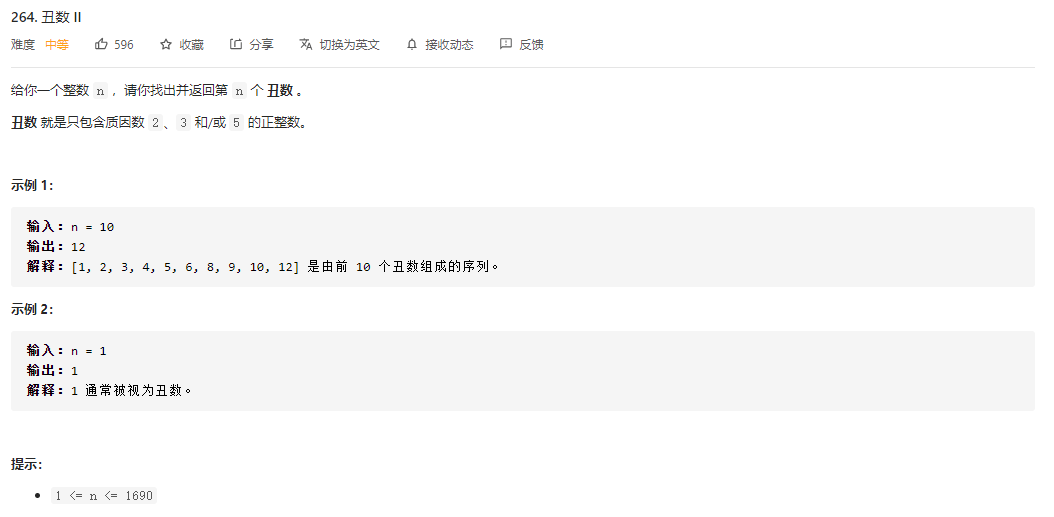 264. 丑数 II
难度 中等 596 收藏 分享 切换为英文 接收动态 反馈
给你一个整数 n ，请你找出并返回第 n 个 丑数 。
丑数 就是只包含质因数 2 、3 和/或 5 的正整数。
示例 1：
输入：n = 10
输出：12
解释：[1, 2, 3, 4, 5, 6, 8, 9, 10, 12] 是由前 10 个丑数组成的序列。
示例 2：
输入：n = 1
输出：1
解释：1 通常被视为丑数。
提示：
• 1 <= n <= 1690